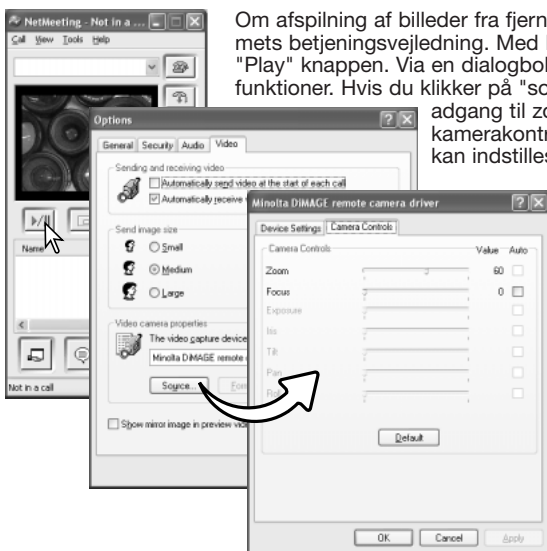 NetMeeting - Not in a ...
Call View Tools Help
Name
Not in a call
Om afspilning af billeder fra fjern
mets betjeningsvejledning. Med
"Play" knappen. Via en dialogbo
funktioner. Hvis du klikker på "so
adgang til zo
kamerakontr
kan indstilles
Options
General Security Audio Video
Sending and receiving video
Automatically send video at the start of each call
Automatically receive
Send image size
Small
Medium
Large
Video camera properties
The video capture device
Minolta DiMAGE remote
Source...
Show mirror image in preview
Minolta DiMAGE remote camera driver
Device Settings Camera Controls
Camera Controls Value Auto
Zoom 60
Focus 0
Exposure
Iris
Tilt
Pan
Default
OK Cancel Apply